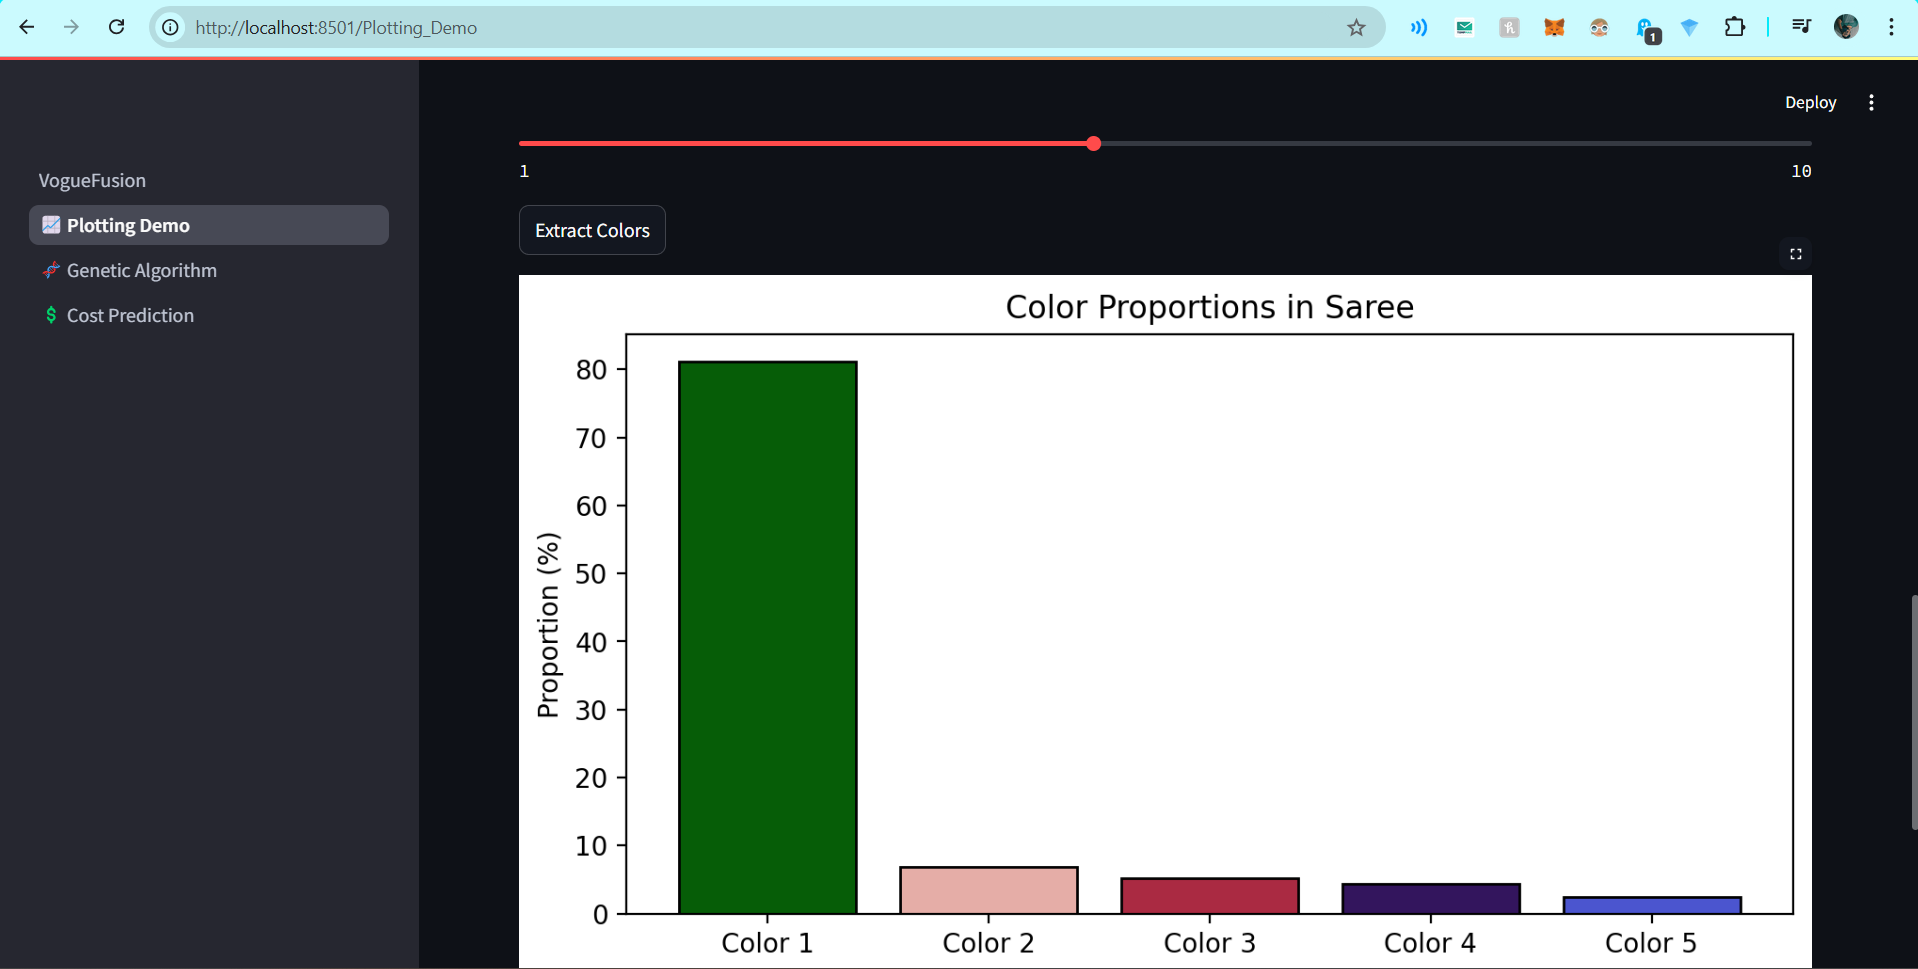 http://localhost:8501/Plotting_Demo
1
Deploy
VogueFusion
Plotting Demo
Genetic Algorithm
Cost Prediction
1
10
Extract Colors
Color Proportions in Saree
Proportion (%)
80
70
60
50
40
30
20
10
0
Color 1
Color 2
Color 3
Color 4
Color 5